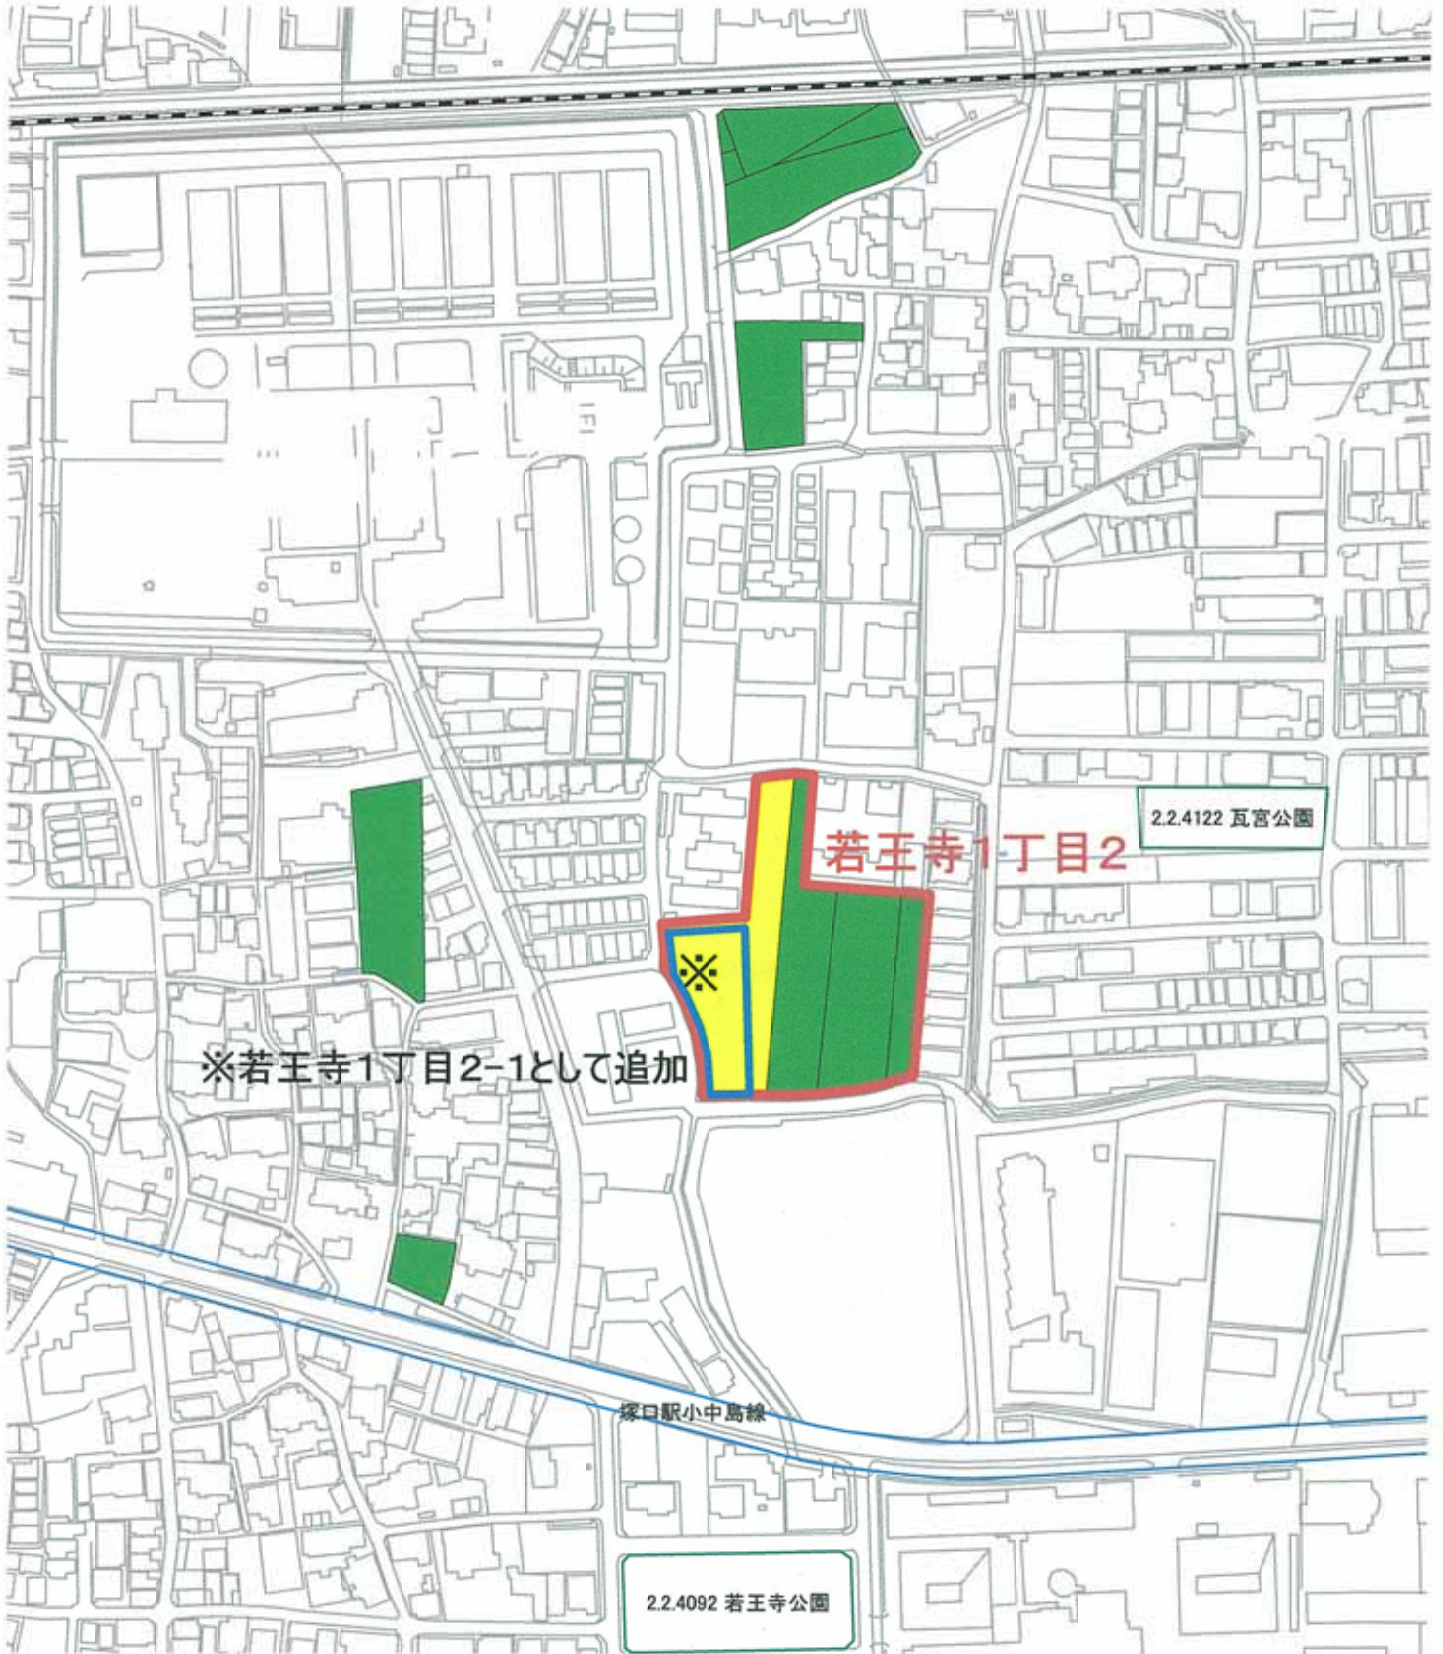 2.2.4122 瓦宮公園
若王寺1丁目2
※
※若王寺1丁目2-1として追加
塚口駅小中島線
2.2.4092 若王寺公園